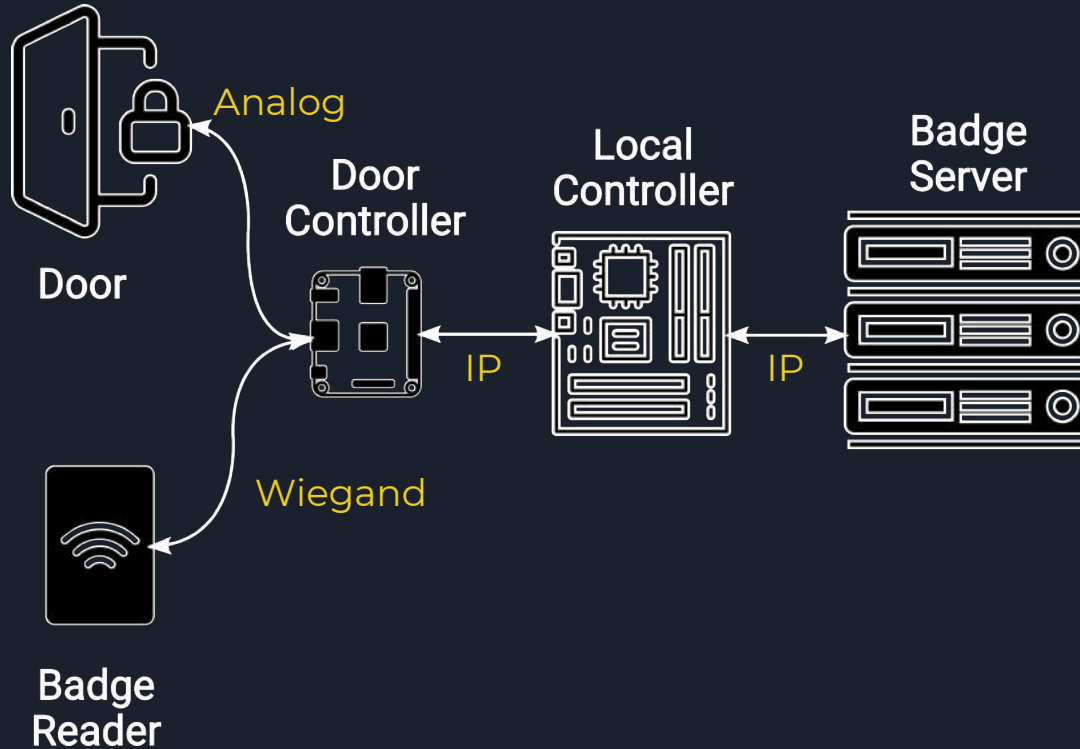 Analog
Door
Door
Controller
Local
Controller
Badge
Server
IP
IP
Wiegand
Badge
Reader